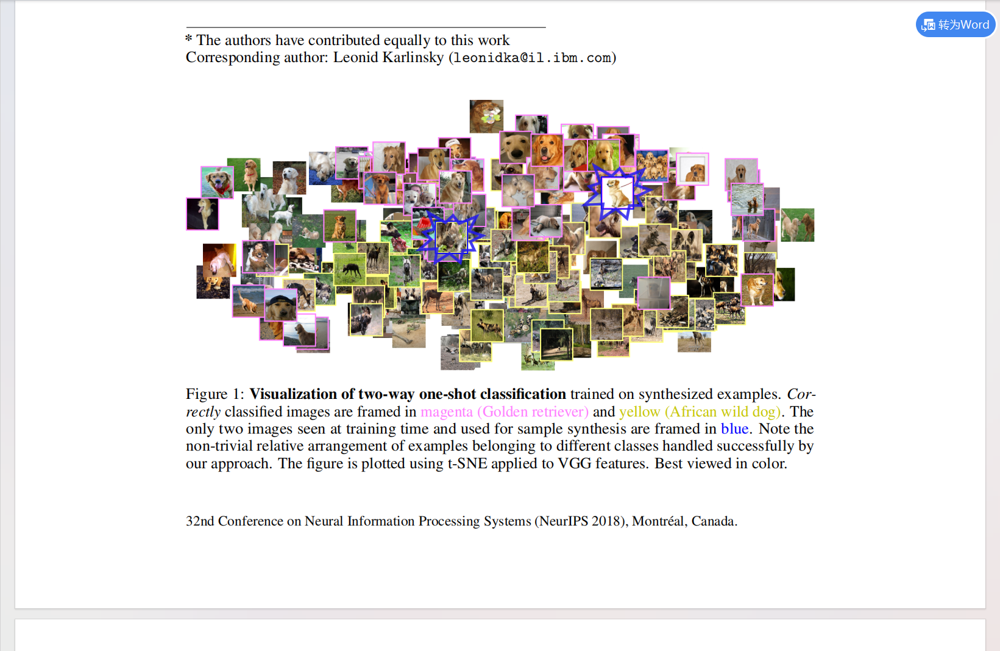 转为Word
* The authors have contributed equally to this work
Corresponding author: Leonid Karlinsky (leonidka@il.ibm.com)
Figure 1: Visualization of two-way one-shot classification trained on synthesized examples. Cor-
rectly classified images are framed in magenta (Golden retriever) and yellow (African wild dog). The
only two images seen at training time and used for sample synthesis are framed in blue. Note the
non-trivial relative arrangement of examples belonging to different classes handled successfully by
our approach. The figure is plotted using t-SNE applied to VGG features. Best viewed in color.
32nd Conference on Neural Information Processing Systems (NeurIPS 2018), Montréal, Canada.